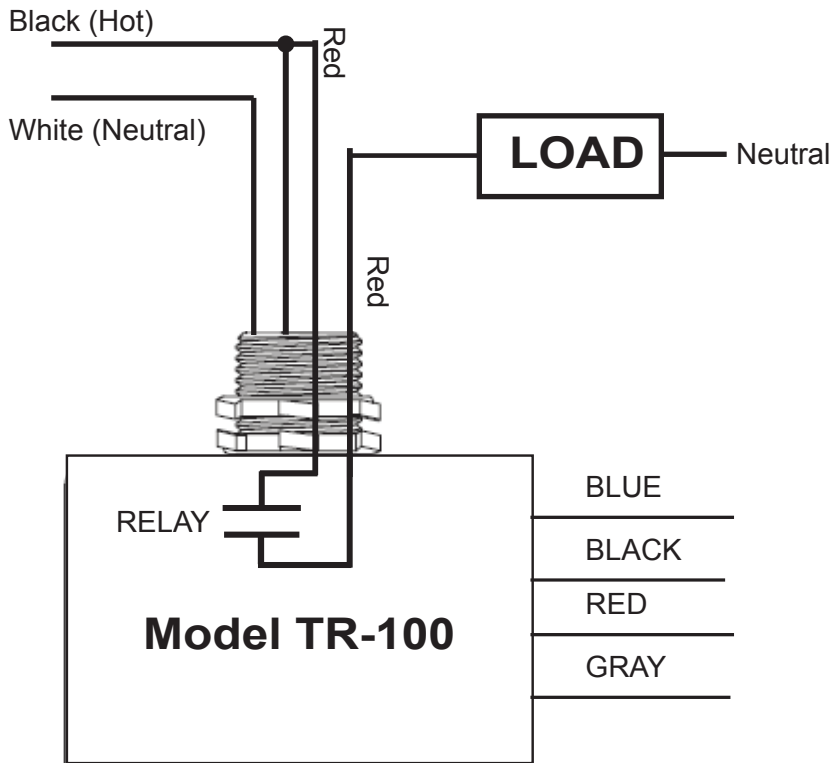 Black (Hot)
Red
White (Neutral)
LOAD
Neutral
Red
RELAY
BLUE
BLACK
RED
GRAY
Model TR-100